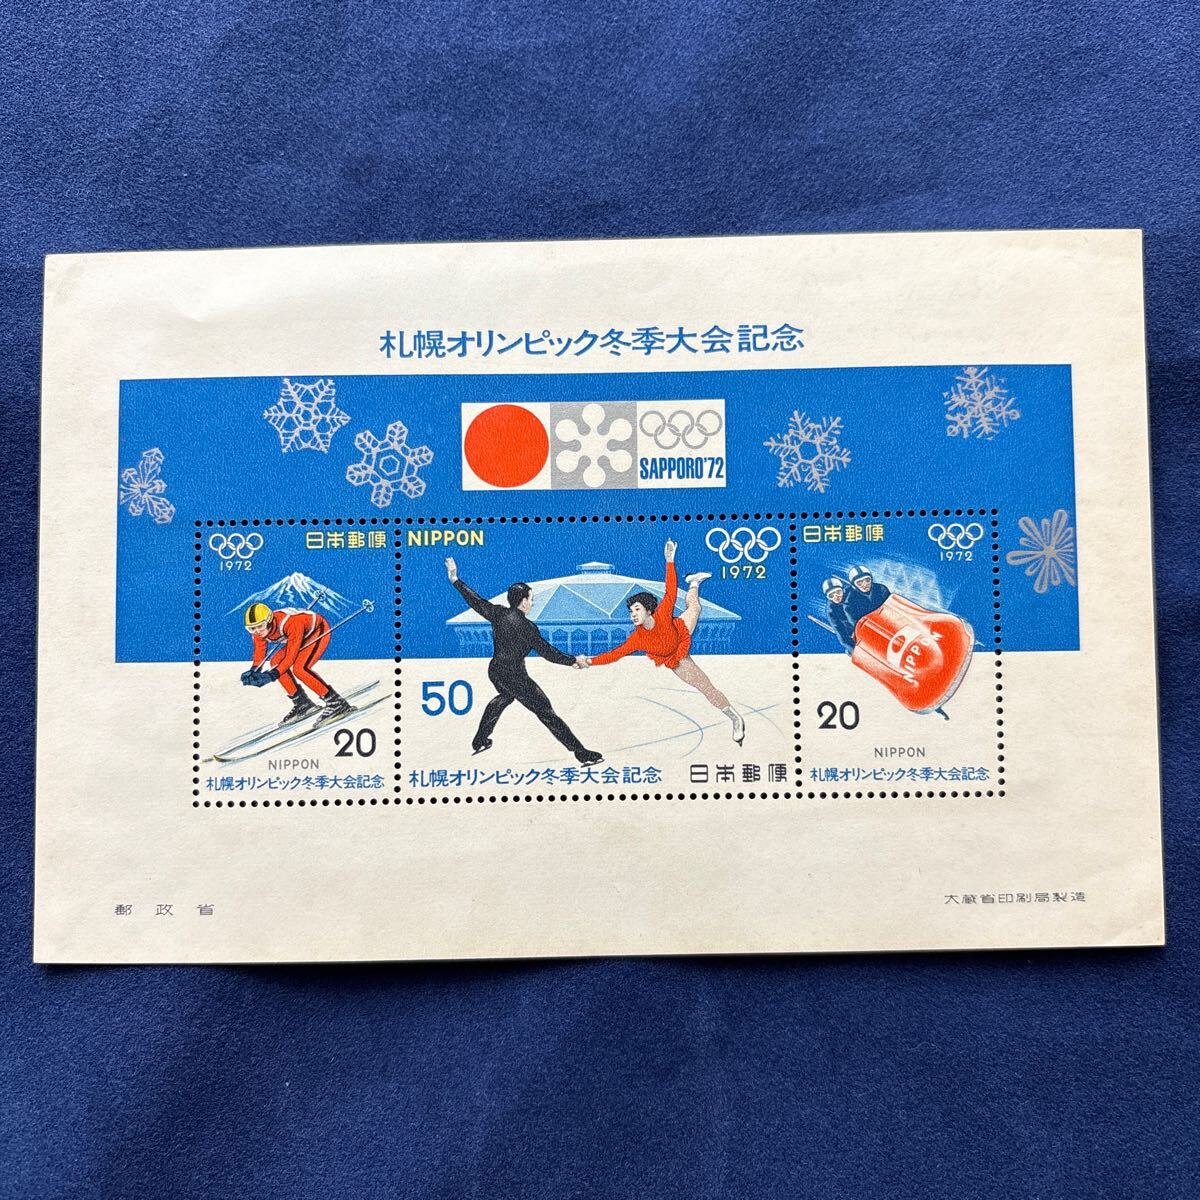 札幌オリンピック冬季大会記念
SAPPORO'72
1972
日本郵便
20
NIPPON
札幌オリンピック冬季大会記念
NIPPON
1972
50
札幌オリンピック冬季大会記念
日本郵便
日本郵便
1972
NIPPON
20
NIPPON
札幌オリンピック冬季大会記念
郵政省
大蔵省印刷局製造